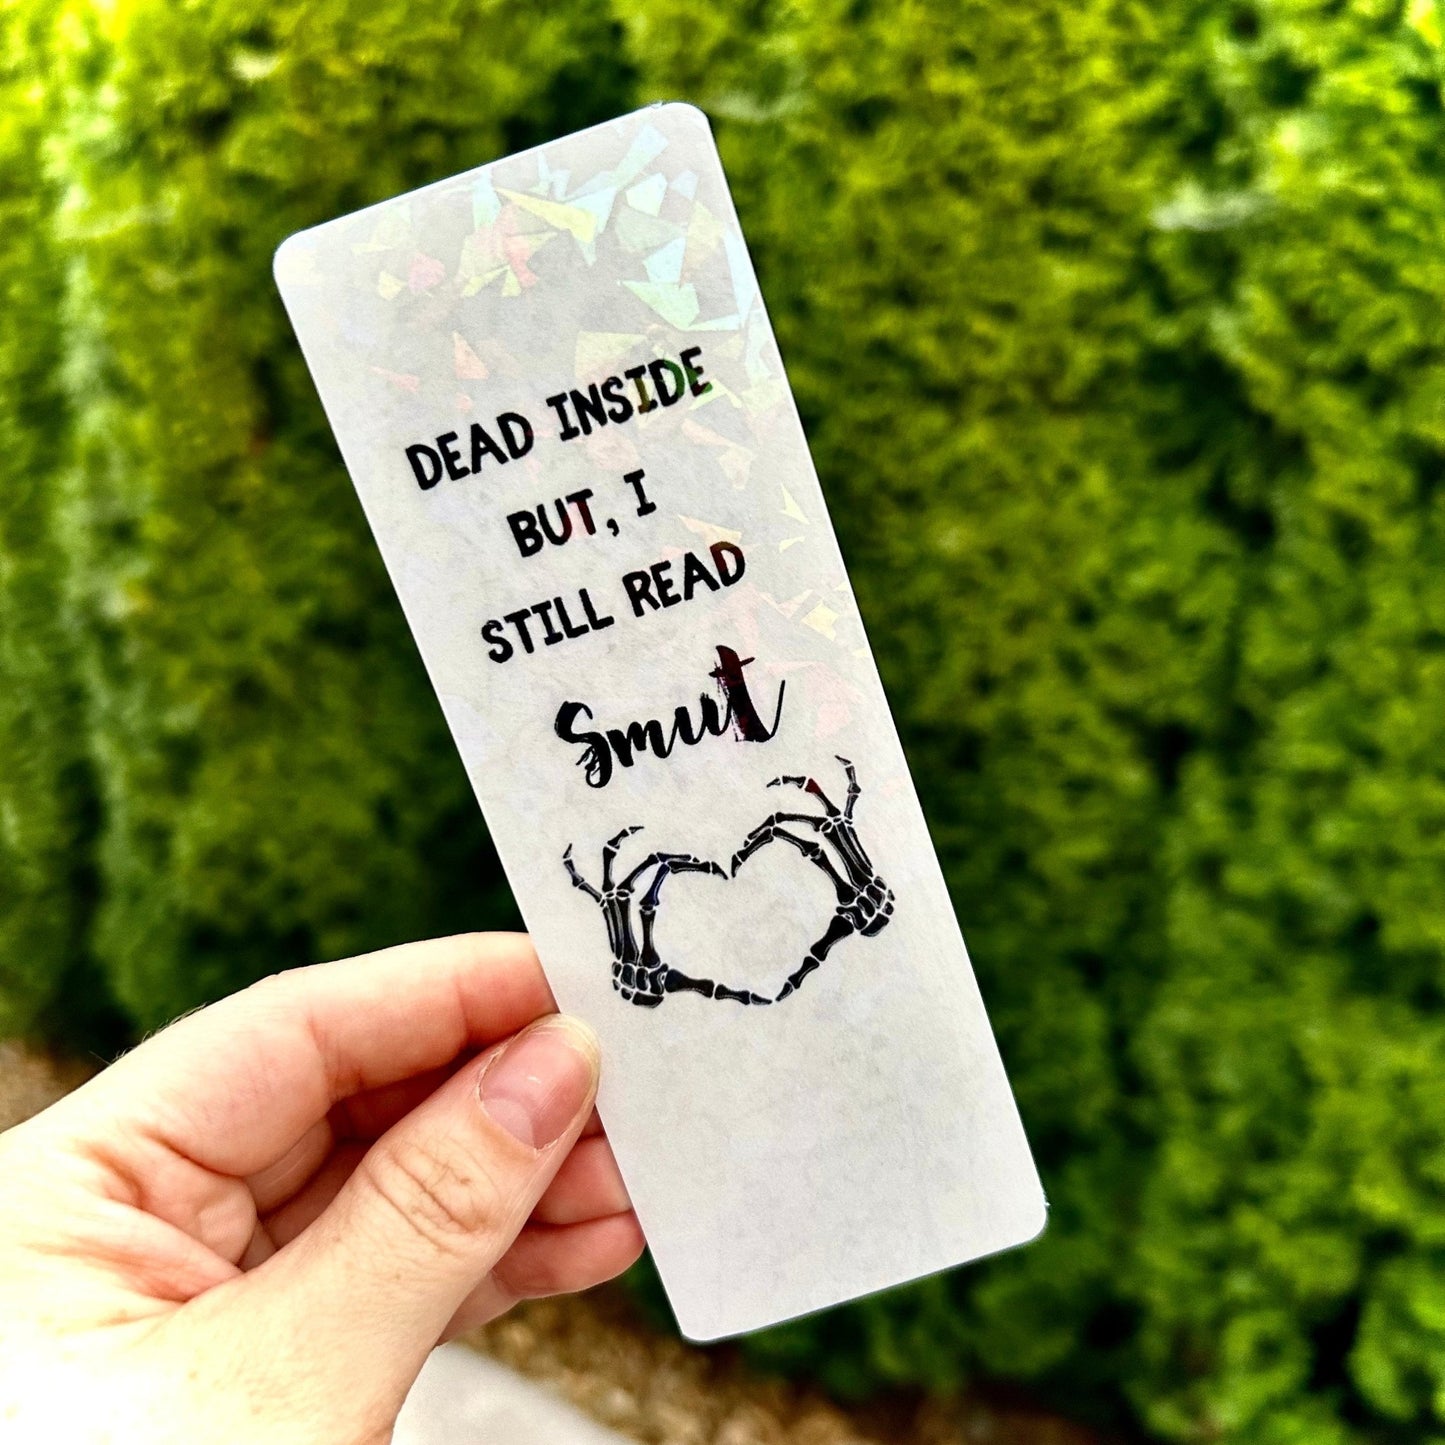 DEAD INSIDE
BUT, I
STILL READ
Smut